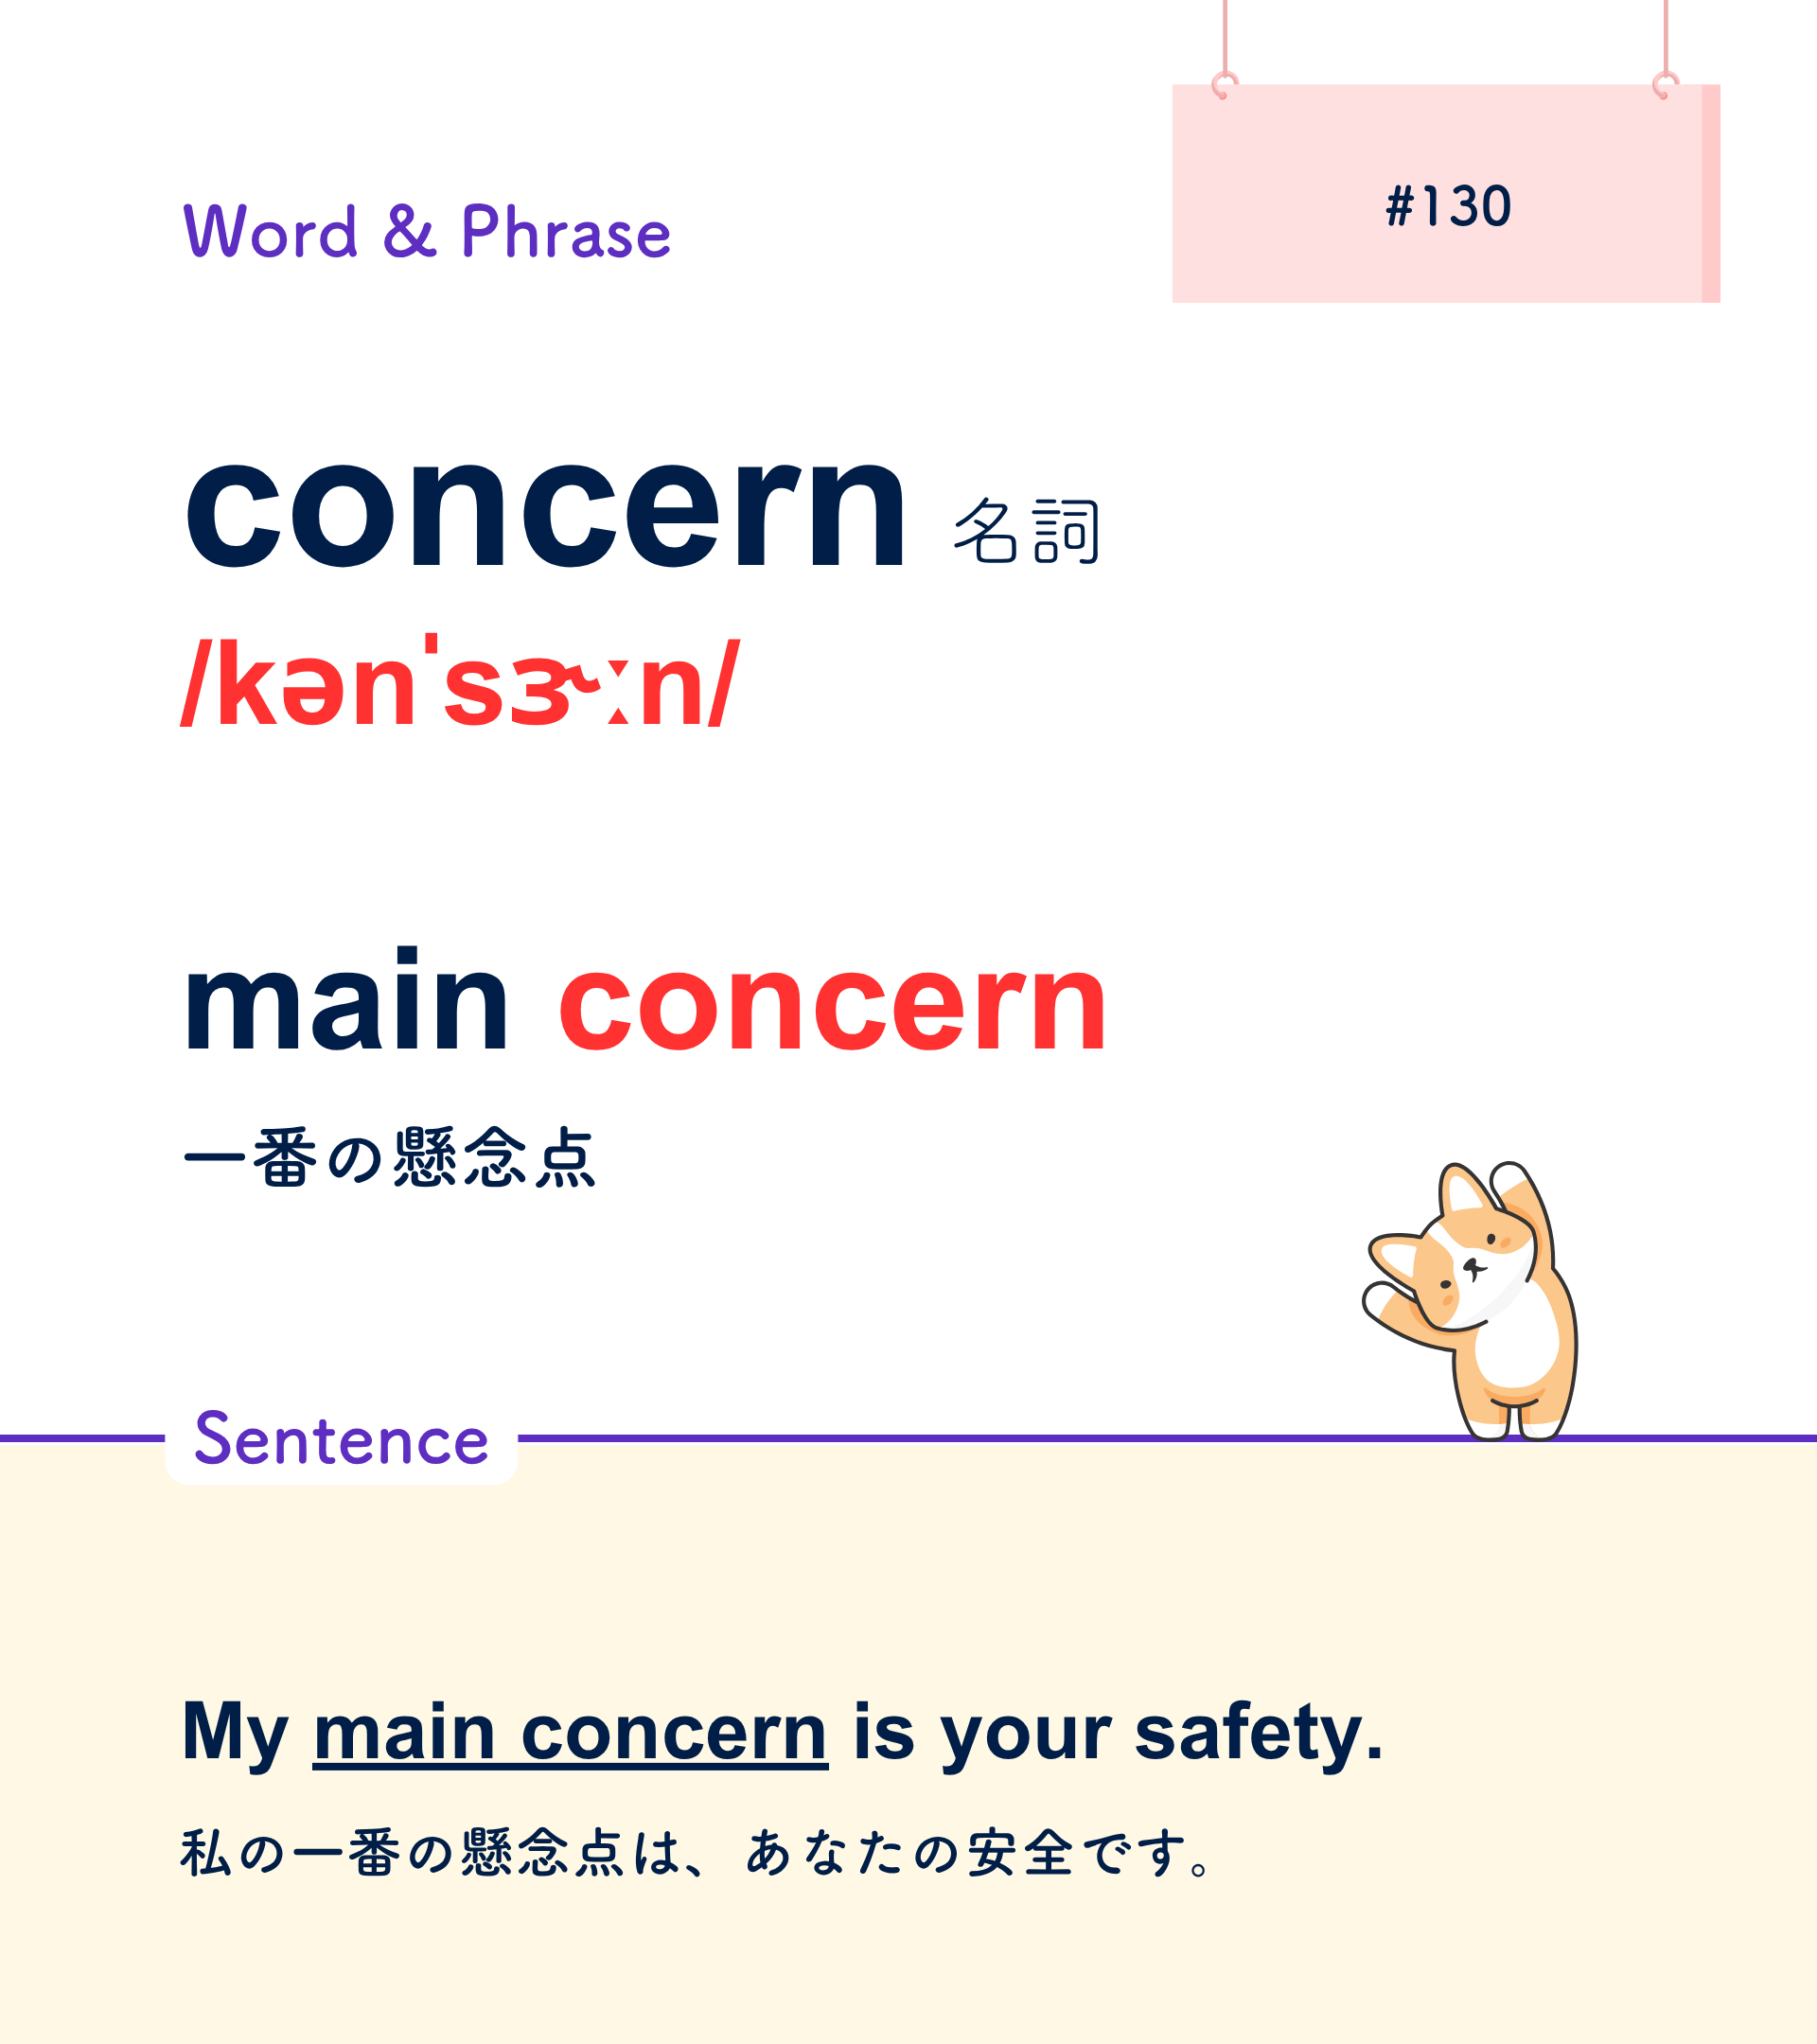 Word & Phrase
#130
concern 名詞
/kənˈsɝːn/
main concern
一番の懸念点
Sentence
My main concern is your safety.
私の一番の懸念点は、あなたの安全です。